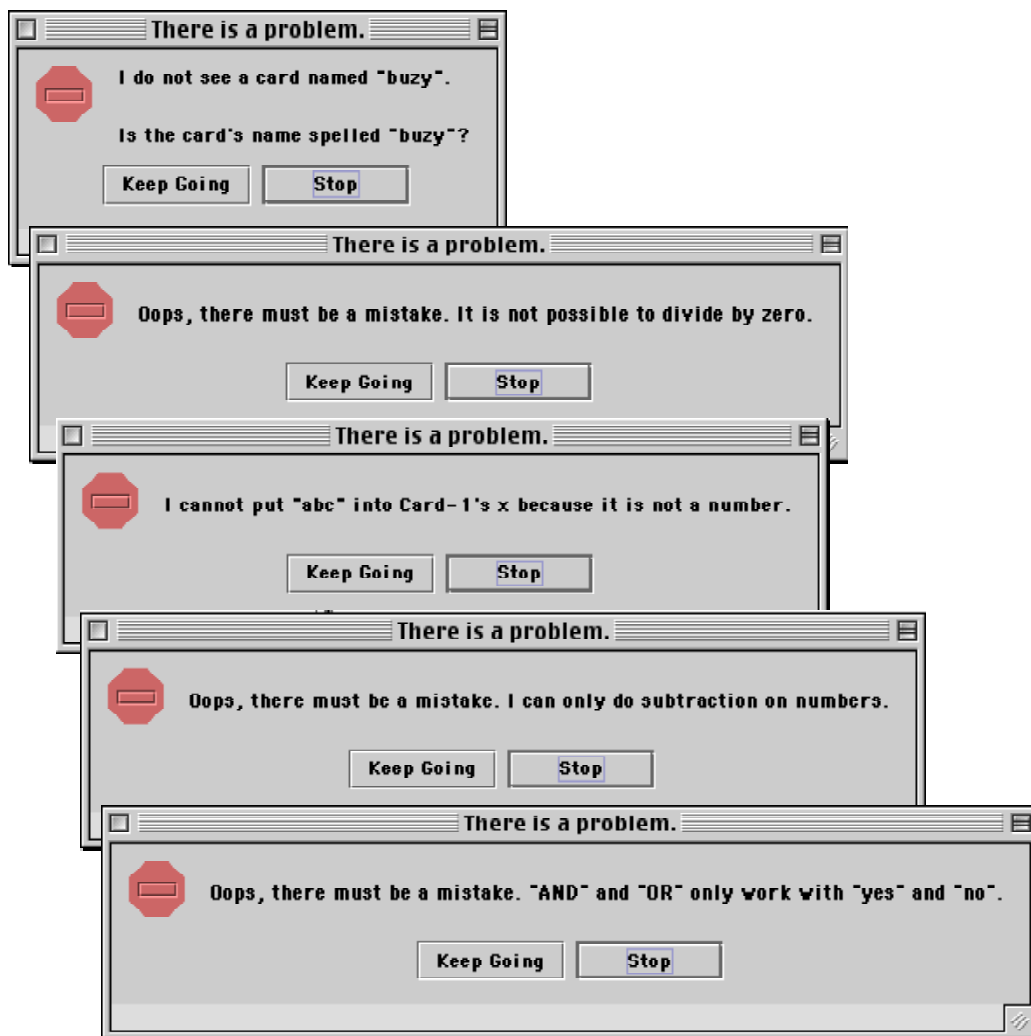 There is a problem.
I do not see a card named "buzy".
Is the card's name spelled "buzy"?
Keep Going Stop
There is a problem.
Oops, there must be a mistake. It is not possible to divide by zero.
Keep Going Stop
There is a problem.
I cannot put "abc" into Card-1's x because it is not a number.
Keep Going Stop
There is a problem.
Oops, there must be a mistake. I can only do subtraction on numbers.
Keep Going Stop
There is a problem.
Oops, there must be a mistake. "AND" and "OR" only work with "yes" and "no".
Keep Going Stop